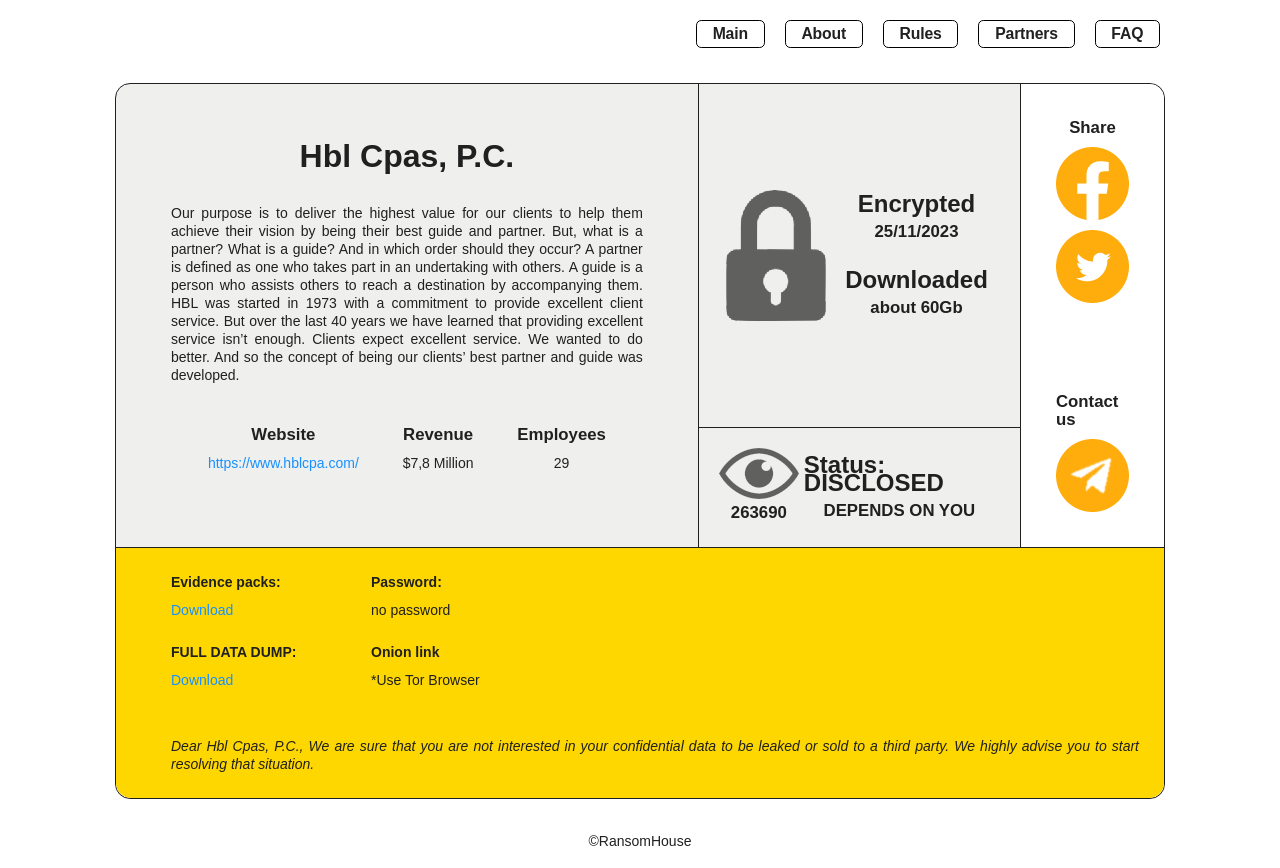 Main
About
Rules
Partners
FAQ
Hbl Cpas, P.C.
Our purpose is to deliver the highest value for our clients to help them
achieve their vision by being their best guide and partner. But, what is a
partner? What is a guide? And in which order should they occur? A partner
is defined as one who takes part in an undertaking with others. A guide is a
person who assists others to reach a destination by accompanying them.
HBL was started in 1973 with a commitment to provide excellent client
service. But over the last 40 years we have learned that providing excellent
service isn’t enough. Clients expect excellent service. We wanted to do
better. And so the concept of being our clients’ best partner and guide was
developed.
Website
https://www.hblcpa.com/
Revenue
$7,8 Million
Employees
29
Encrypted
25/11/2023
Downloaded
about 60Gb
263690
Status:
DISCLOSED
DEPENDS ON YOU
Share
Contact
us
Evidence packs:
Download
Password:
no password
FULL DATA DUMP:
Download
Onion link
*Use Tor Browser
Dear Hbl Cpas, P.C., We are sure that you are not interested in your confidential data to be leaked or sold to a third party. We highly advise you to start
resolving that situation.
©RansomHouse